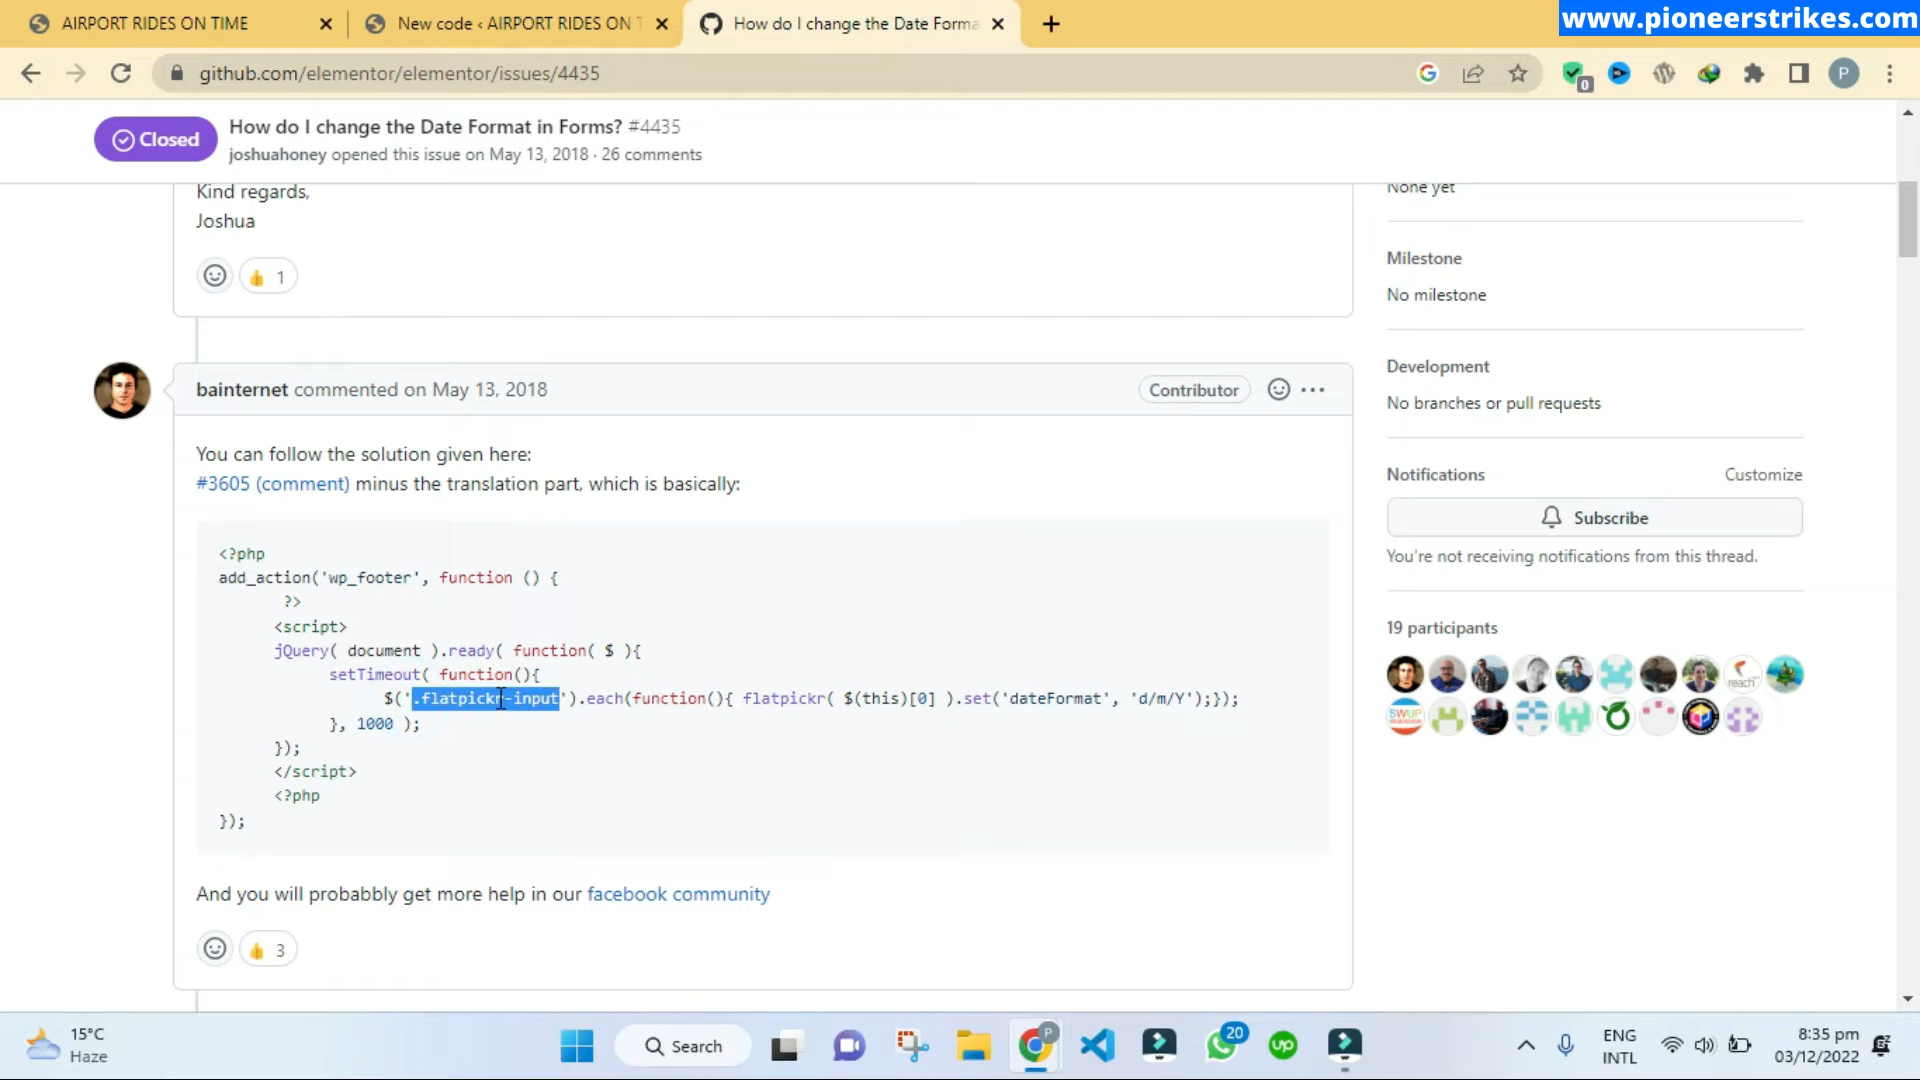 AIRPORT RIDES ON TIME
New code ‹ AIRPORT RIDES ON T
How do I change the Date Forma
www.pioneerstrikes.com
github.com/elementor/elementor/issues/4435
0
P
Closed
How do I change the Date Format in Forms? #4435
joshuahoney opened this issue on May 13, 2018 · 26 comments
Kind regards,
Joshua
1
None yet
Milestone
No milestone
Development
No branches or pull requests
Notifications
Customize
Subscribe
You're not receiving notifications from this thread.
19 participants
reach
SWUP
bainternet commented on May 13, 2018
Contributor
You can follow the solution given here:
#3605 (comment) minus the translation part, which is basically:
<?php
add_action('wp_footer', function () {
?>
<script>
jQuery( document ).ready( function( $ ){
setTimeout( function(){
$('.flatpickr-input').each(function(){ flatpickr( $(this)[0] ).set('dateFormat', 'd/m/Y');});
}, 1000 );
});
</script>
<?php
});
And you will probabbly get more help in our facebook community
3
15°C
Haze
Search
P
20
up
ENG
INTL
8:35 pm
03/12/2022